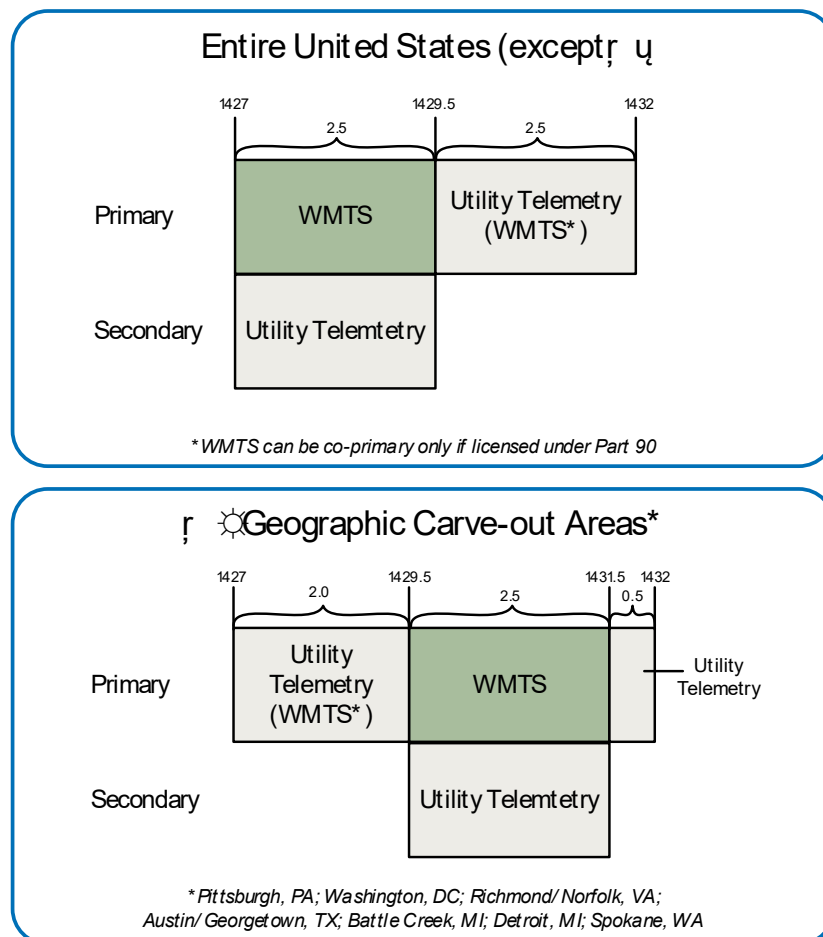 Entire United States (exceptŗ ų
1427 1429.5 1432
2.5 2.5
Primary
WMTS
Utility Telemetry
(WMTS*)
Secondary
Utility Telemtetry
*WMTS can be co-primary only if licensed under Part 90
ŗ ☼Geographic Carve-out Areas*
1427 1429.5 1431.5 1432
2.0 2.5 0.5
Primary
Utility
Telemetry
(WMTS*)
WMTS
Utility
Telemetry
Secondary
Utility Telemtetry
*Pittsburgh, PA; Washington, DC; Richmond/Norfolk, VA;
Austin/Georgetown, TX; Battle Creek, MI; Detroit, MI; Spokane, WA